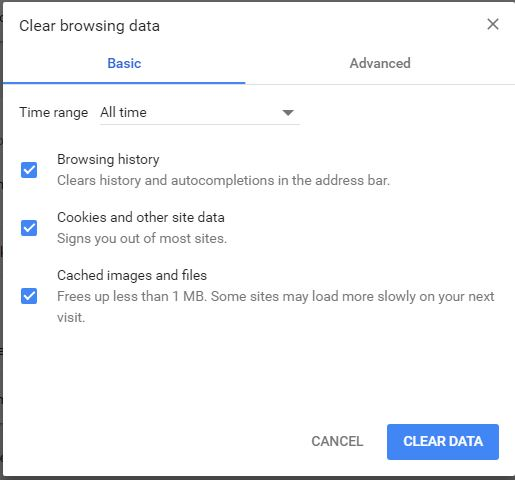 Clear browsing data
Basic
Advanced
Time range All time
Browsing history
Clears history and autocompletions in the address bar.
Cookies and other site data
Signs you out of most sites.
Cached images and files
Frees up less than 1 MB. Some sites may load more slowly on your next
visit.
CANCEL
CLEAR DATA